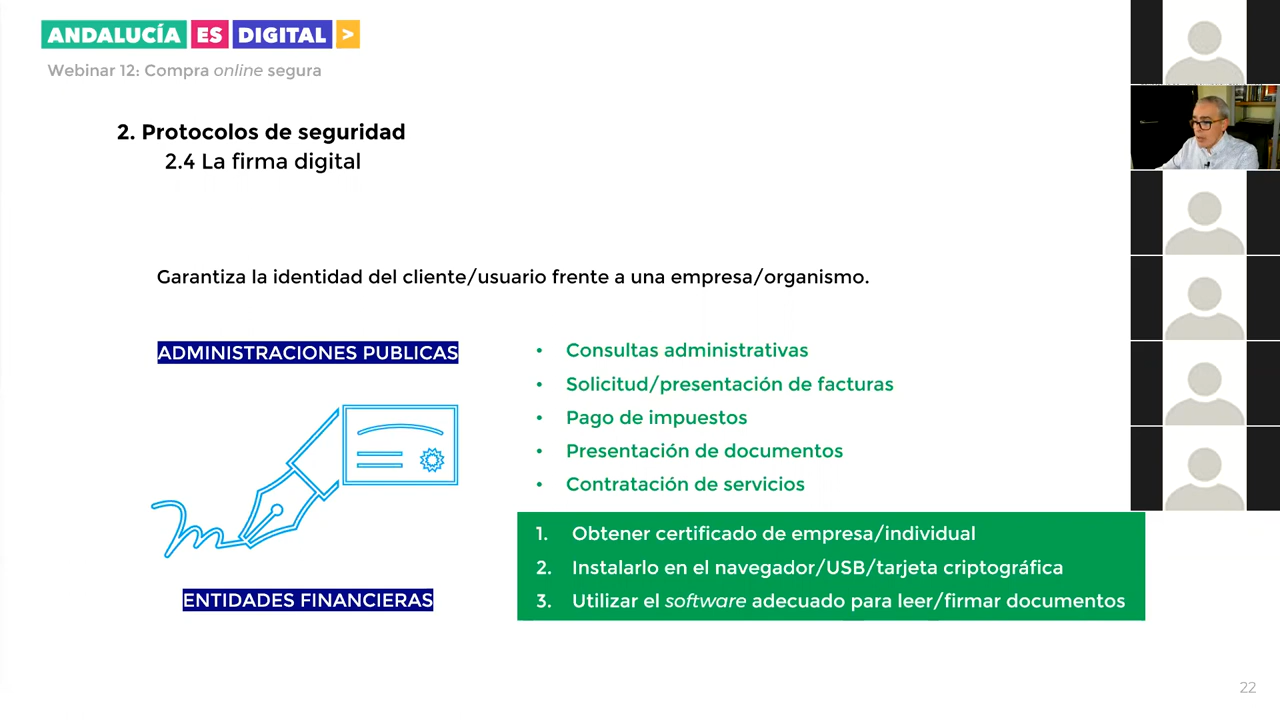 ANDALUCÍA ES DIGITAL >
Webinar 12: Compra online segura
2. Protocolos de seguridad
2.4 La firma digital
Garantiza la identidad del cliente/usuario frente a una empresa/organismo.
ADMINISTRACIONES PUBLICAS
• Consultas administrativas
• Solicitud/presentación de facturas
• Pago de impuestos
• Presentación de documentos
• Contratación de servicios
1. Obtener certificado de empresa/individual
2. Instalarlo en el navegador/USB/tarjeta criptográfica
3. Utilizar el software adecuado para leer/firmar documentos
ENTIDADES FINANCIERAS
22